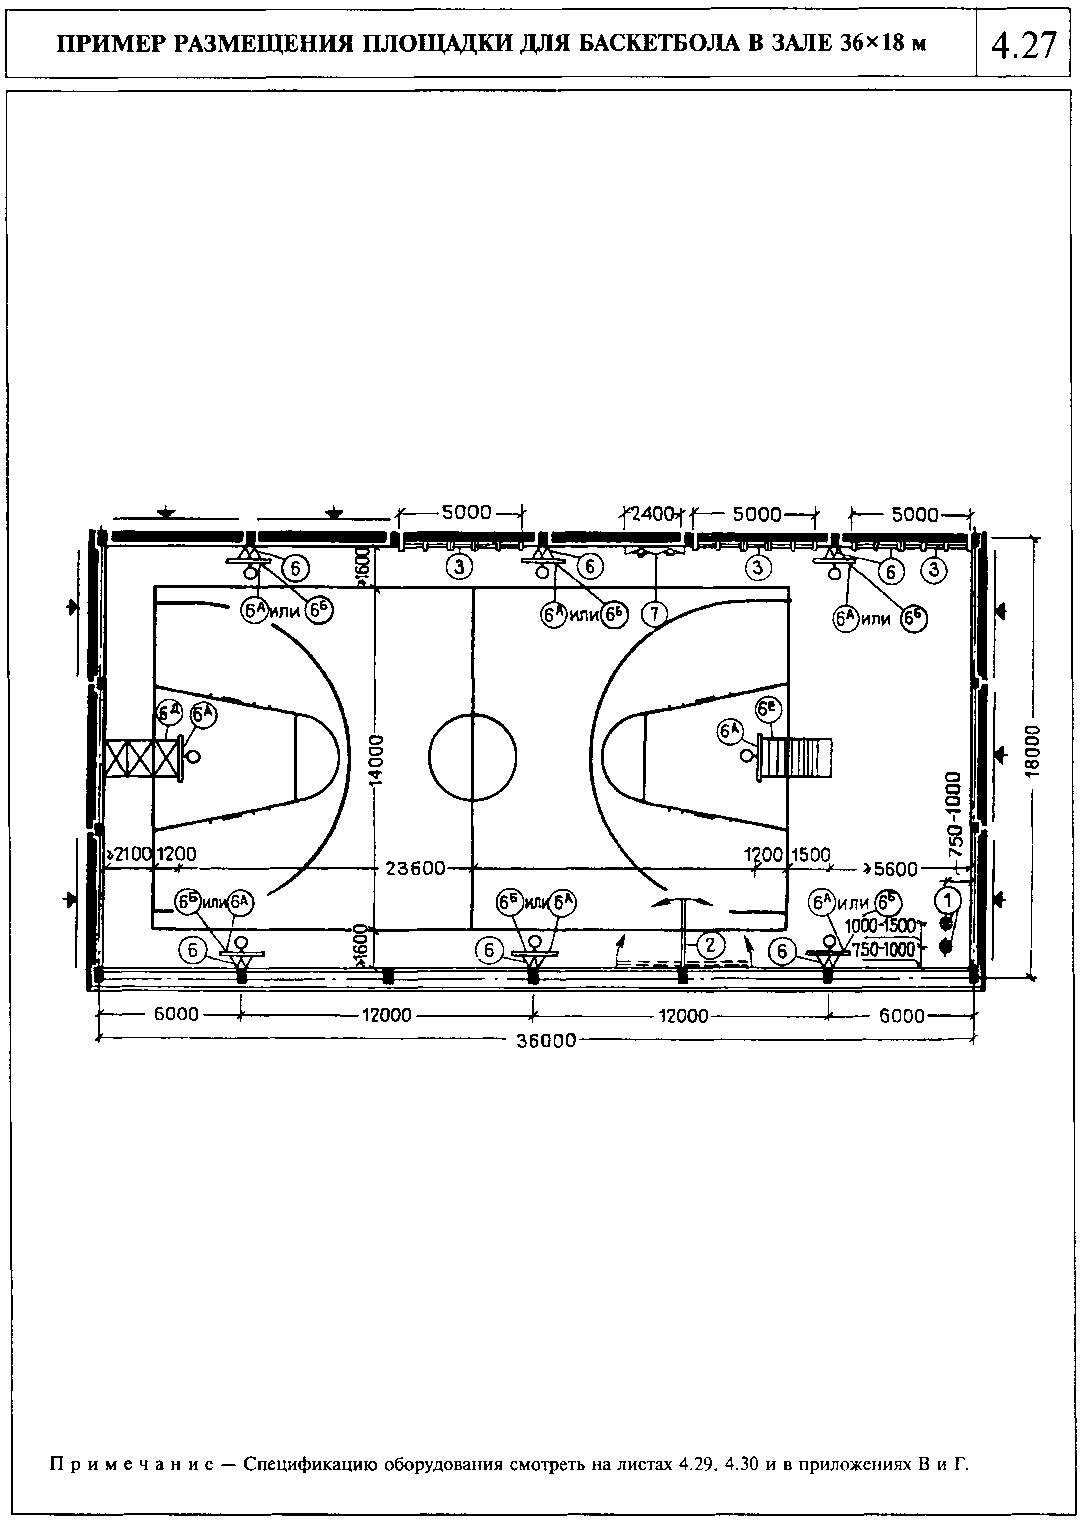 ПРИМЕР РАЗМЕЩЕНИЯ ПЛОЩАДКИ ДЛЯ БАСКЕТБОЛА В ЗАЛЕ 36×18 м
4.27
5000
2400
5000
5000
6
3
6
3
6
3
≥1600
6А или 6Б
6А или 6Б
7
6А или 6Б
6Д
6А
6А
6Е
14000
18000
750-1000
≥2100
1200
23600
1200
1500
≥5600
6Б или 6А
6Б или 6А
6А или 6Б
1
1000-1500
≥1600
6
6
2
6
750-1000
6000
12000
12000
6000
36000
Примечание — Спецификацию оборудования смотреть на листах 4.29, 4.30 и в приложениях В и Г.